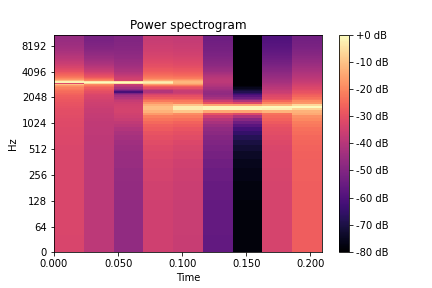 Power spectrogram
Hz
8192
4096
2048
1024
512
256
128
64
0
0.000 0.050 0.100 0.150 0.200
Time
+0 dB
-10 dB
-20 dB
-30 dB
-40 dB
-50 dB
-60 dB
-70 dB
-80 dB